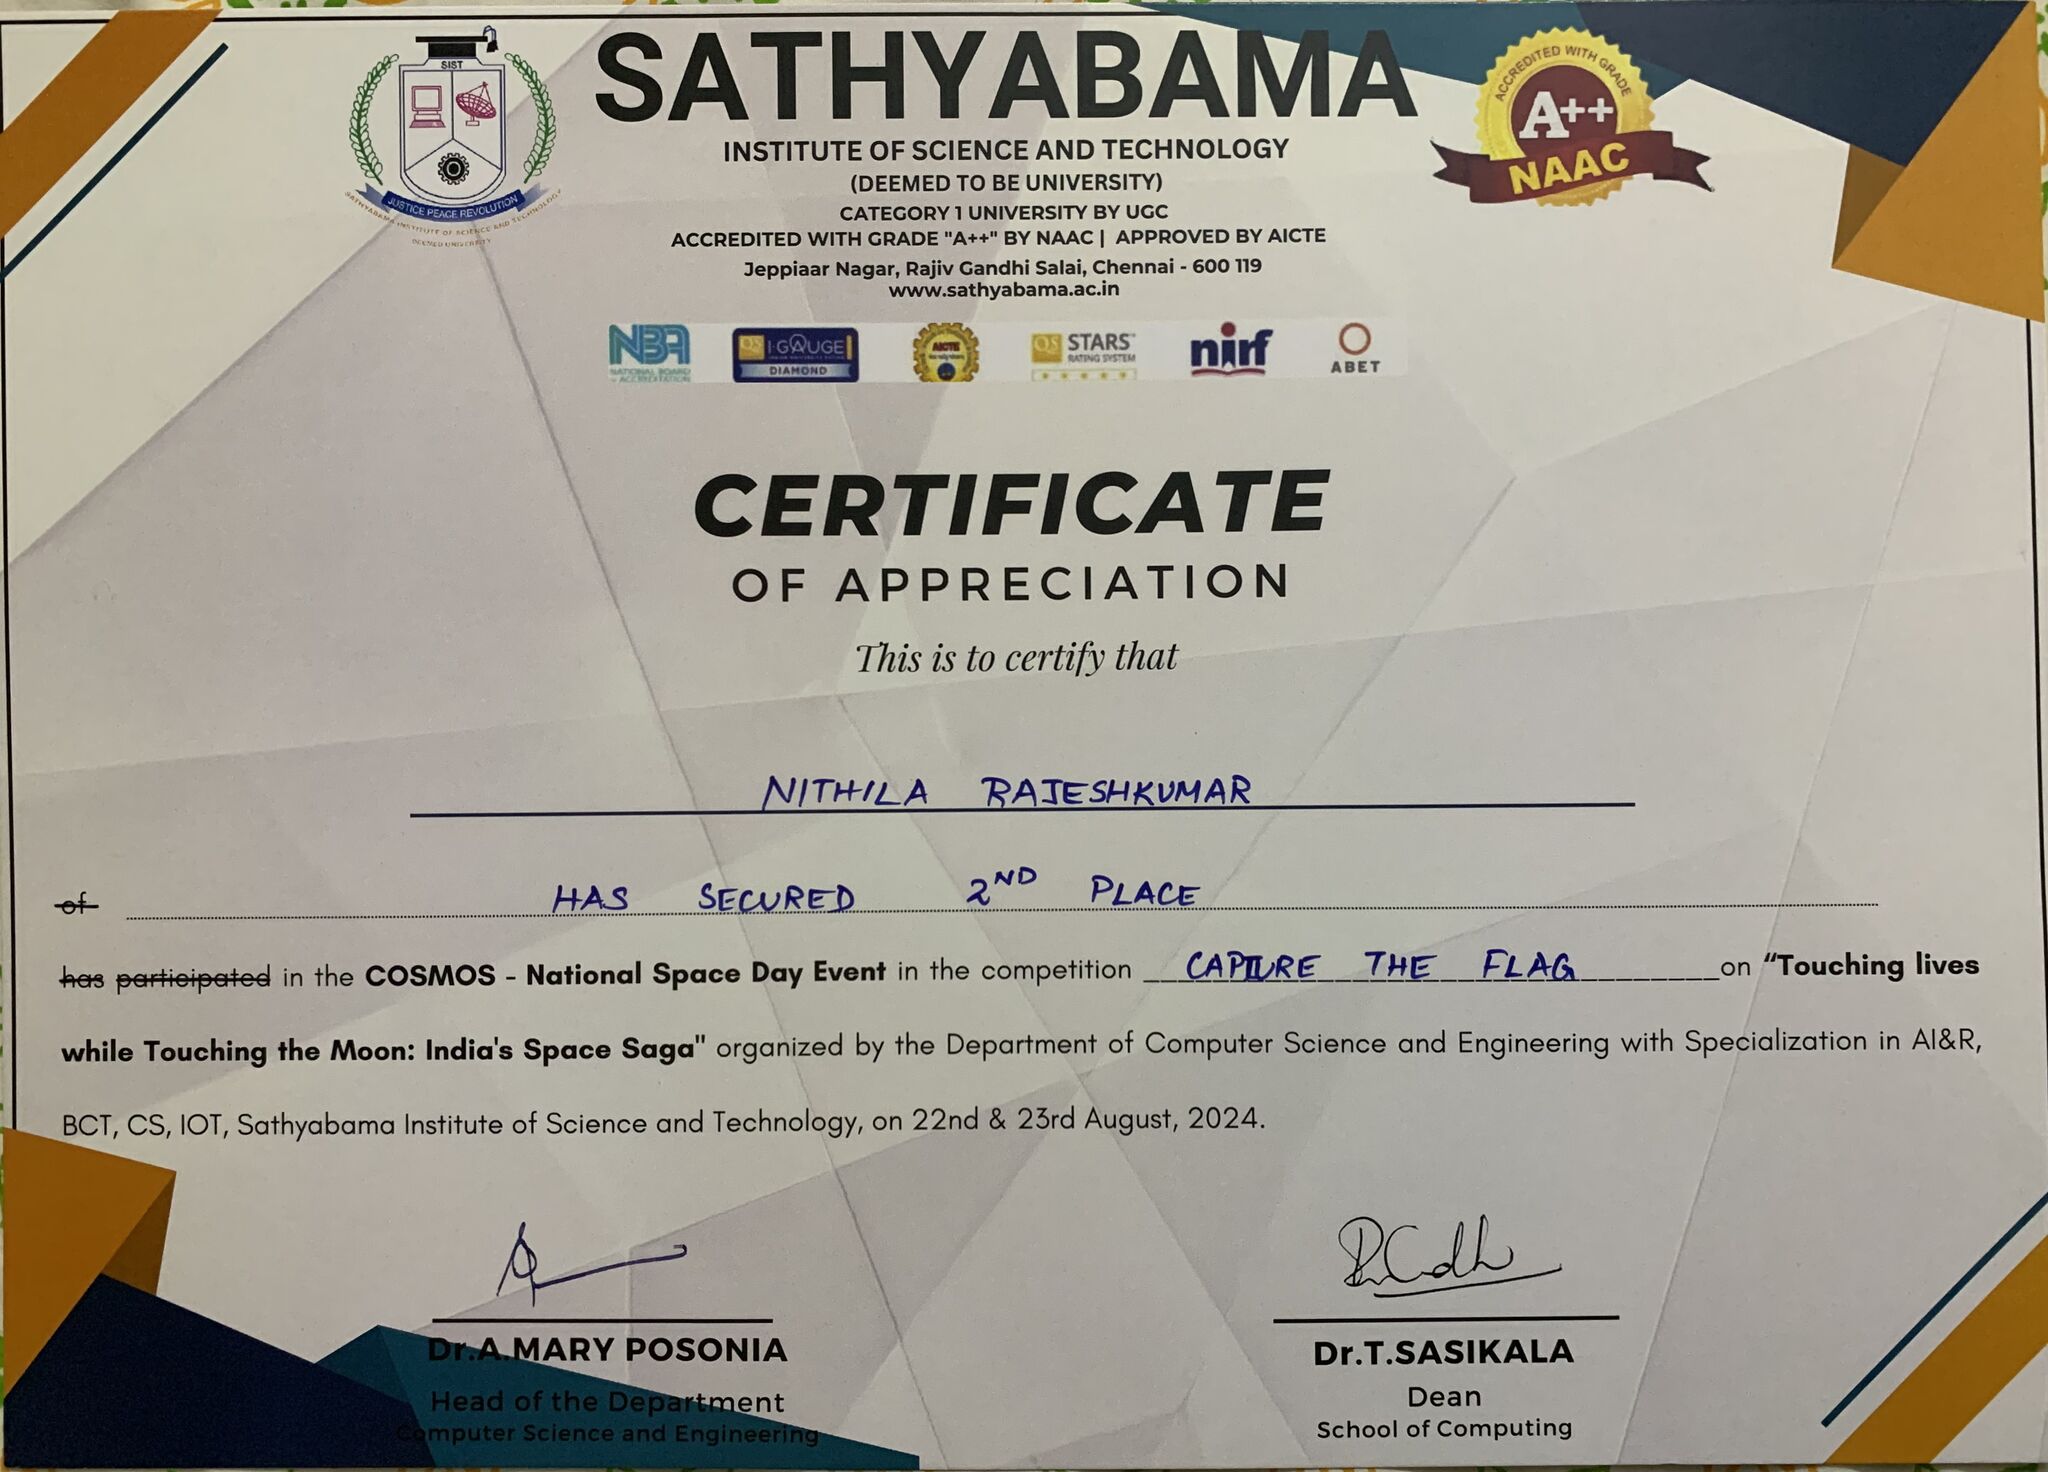 SIST
JUSTICE PEACE REVOLUTION
SATHYABAMA INSTITUTE OF SCIENCE AND TECHNOLOGY
DEEMED UNIVERSITY
SATHYABAMA
INSTITUTE OF SCIENCE AND TECHNOLOGY
(DEEMED TO BE UNIVERSITY)
CATEGORY 1 UNIVERSITY BY UGC
ACCREDITED WITH GRADE "A++" BY NAAC | APPROVED BY AICTE
Jeppiaar Nagar, Rajiv Gandhi Salai, Chennai - 600 119
www.sathyabama.ac.in
ACCREDITED WITH GRADE
A++
NAAC
NBA
NATIONAL BOARD
OF ACCREDITATION
QS I·GAUGE
DIAMOND
AICTE
QS STARS™
RATING SYSTEM
nirf
ABET
CERTIFICATE
OF APPRECIATION
This is to certify that
NITHILA RAJESHKUMAR
of HAS SECURED 2ND PLACE
has participated in the COSMOS - National Space Day Event in the competition CAPTURE THE FLAG on “Touching lives
while Touching the Moon: India's Space Saga" organized by the Department of Computer Science and Engineering with Specialization in AI&R,
BCT, CS, IOT, Sathyabama Institute of Science and Technology, on 22nd & 23rd August, 2024.
Dr.A.MARY POSONIA
Head of the Department
Computer Science and Engineering
Dr.T.SASIKALA
Dean
School of Computing